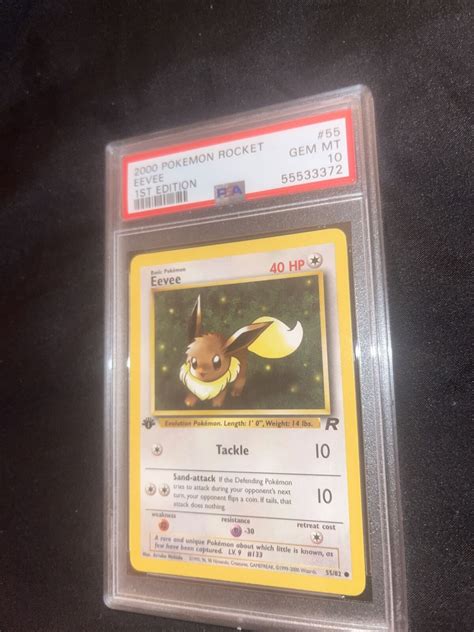 2000 POKEMON ROCKET #55
EEVEE GEM MT
1ST EDITION 10
PSA 55533372
Basic Pokémon
Eevee 40 HP
Evolution Pokémon. Length: 1' 0", Weight: 14 lbs.
R
Tackle 10
Sand-attack If the Defending Pokémon
tries to attack during your opponent's next
turn, your opponent flips a coin. If tails, that
attack does nothing.
10
weakness resistance retreat cost
-30
A rare and unique Pokémon about which little is known, as
few have been captured. LV. 9 #133
55/82